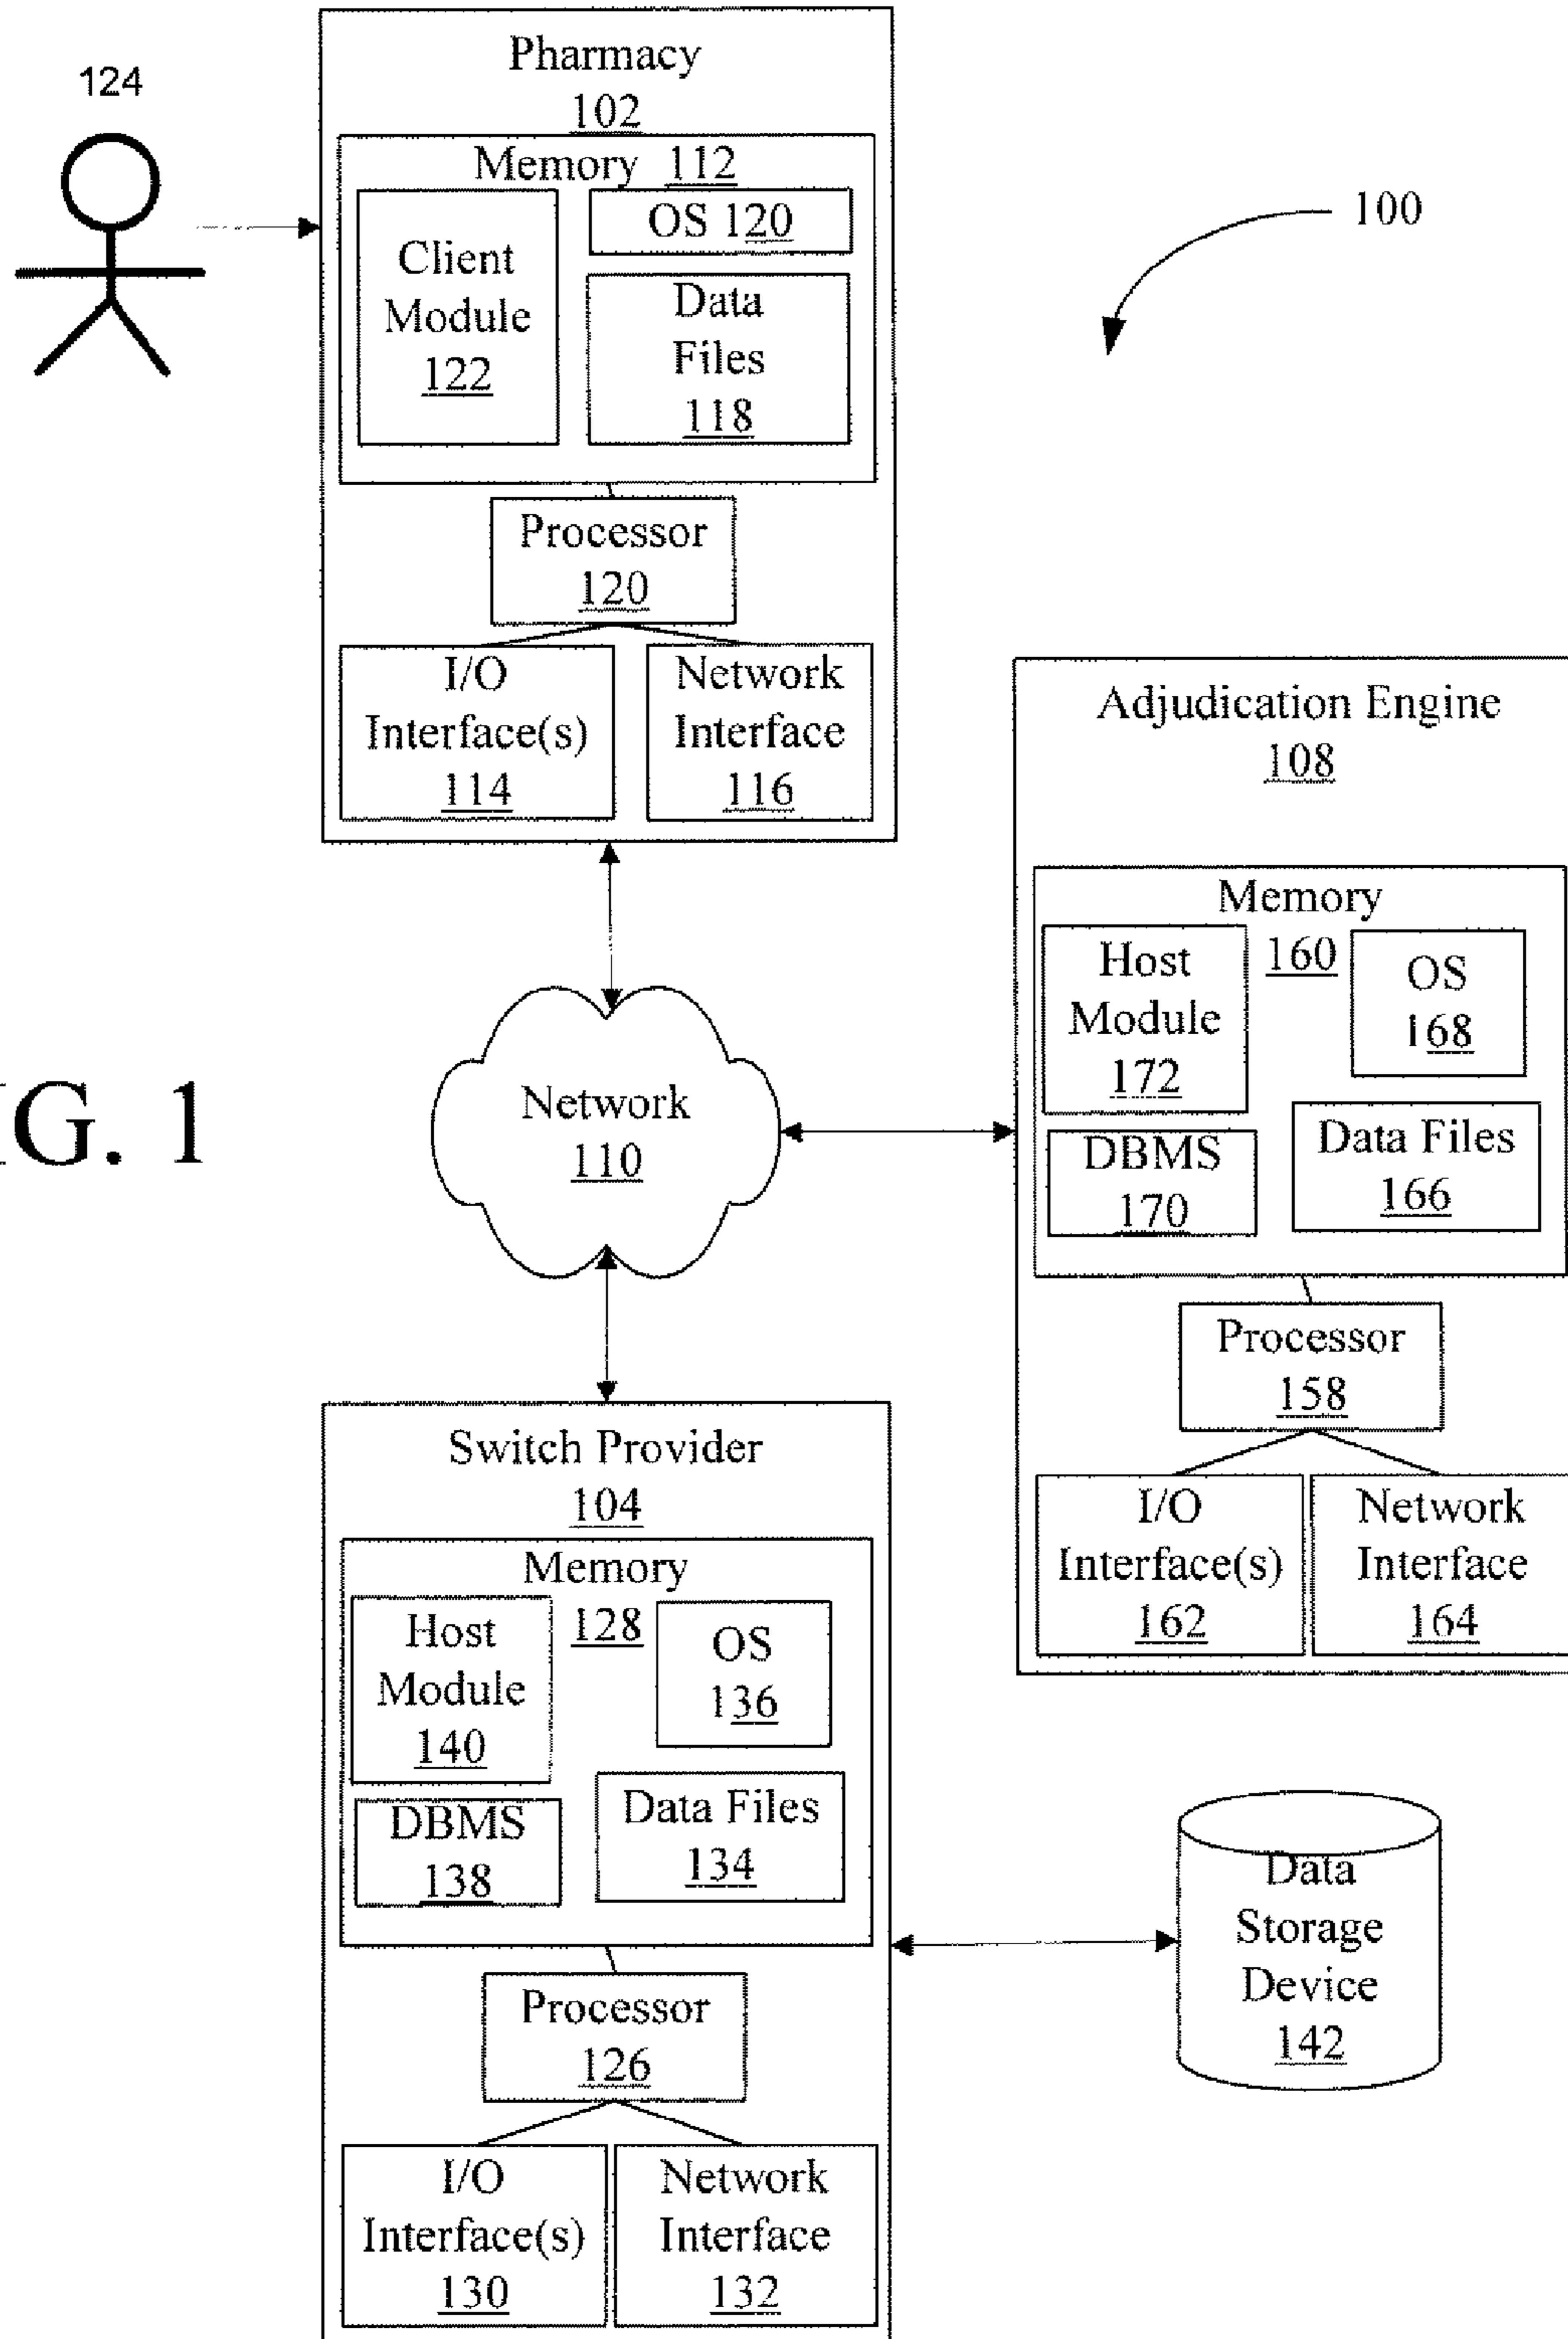 124
Pharmacy
102
Memory 112
Client
Module
122
OS 120
Data
Files
118
Processor
120
I/O
Interface(s)
114
Network
Interface
116
100
Adjudication Engine
108
Memory
160
Host
Module
172
OS
168
DBMS
170
Data Files
166
Processor
158
I/O
Interface(s)
162
Network
Interface
164
Network
110
G. 1
Switch Provider
104
Memory
128
Host
Module
140
OS
136
DBMS
138
Data Files
134
Processor
126
I/O
Interface(s)
130
Network
Interface
132
Data
Storage
Device
142